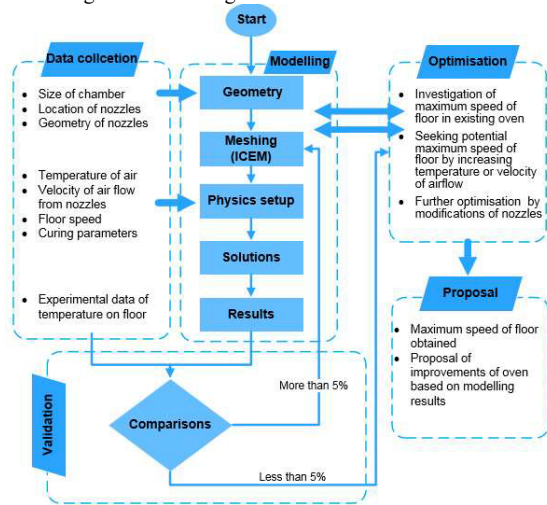 Start
Data collcetion
• Size of chamber
• Location of nozzles
• Geometry of nozzles
• Temperature of air
• Velocity of air flow
from nozzles
• Floor speed
• Curing parameters
• Experimental data of
temperature on floor
Modelling
Geometry
Meshing
(ICEM)
Physics setup
Solutions
Results
Optimisation
• Investigation of
maximum speed of
floor in existing oven
• Seeking potential
maximum speed of
floor by increasing
temperature or velocity
of airflow
• Further optimisation by
modifications of nozzles
Proposal
• Maximum speed of floor
obtained
• Proposal of
improvements of oven
based on modelling
results
Validation
Comparisons
More than 5%
Less than 5%